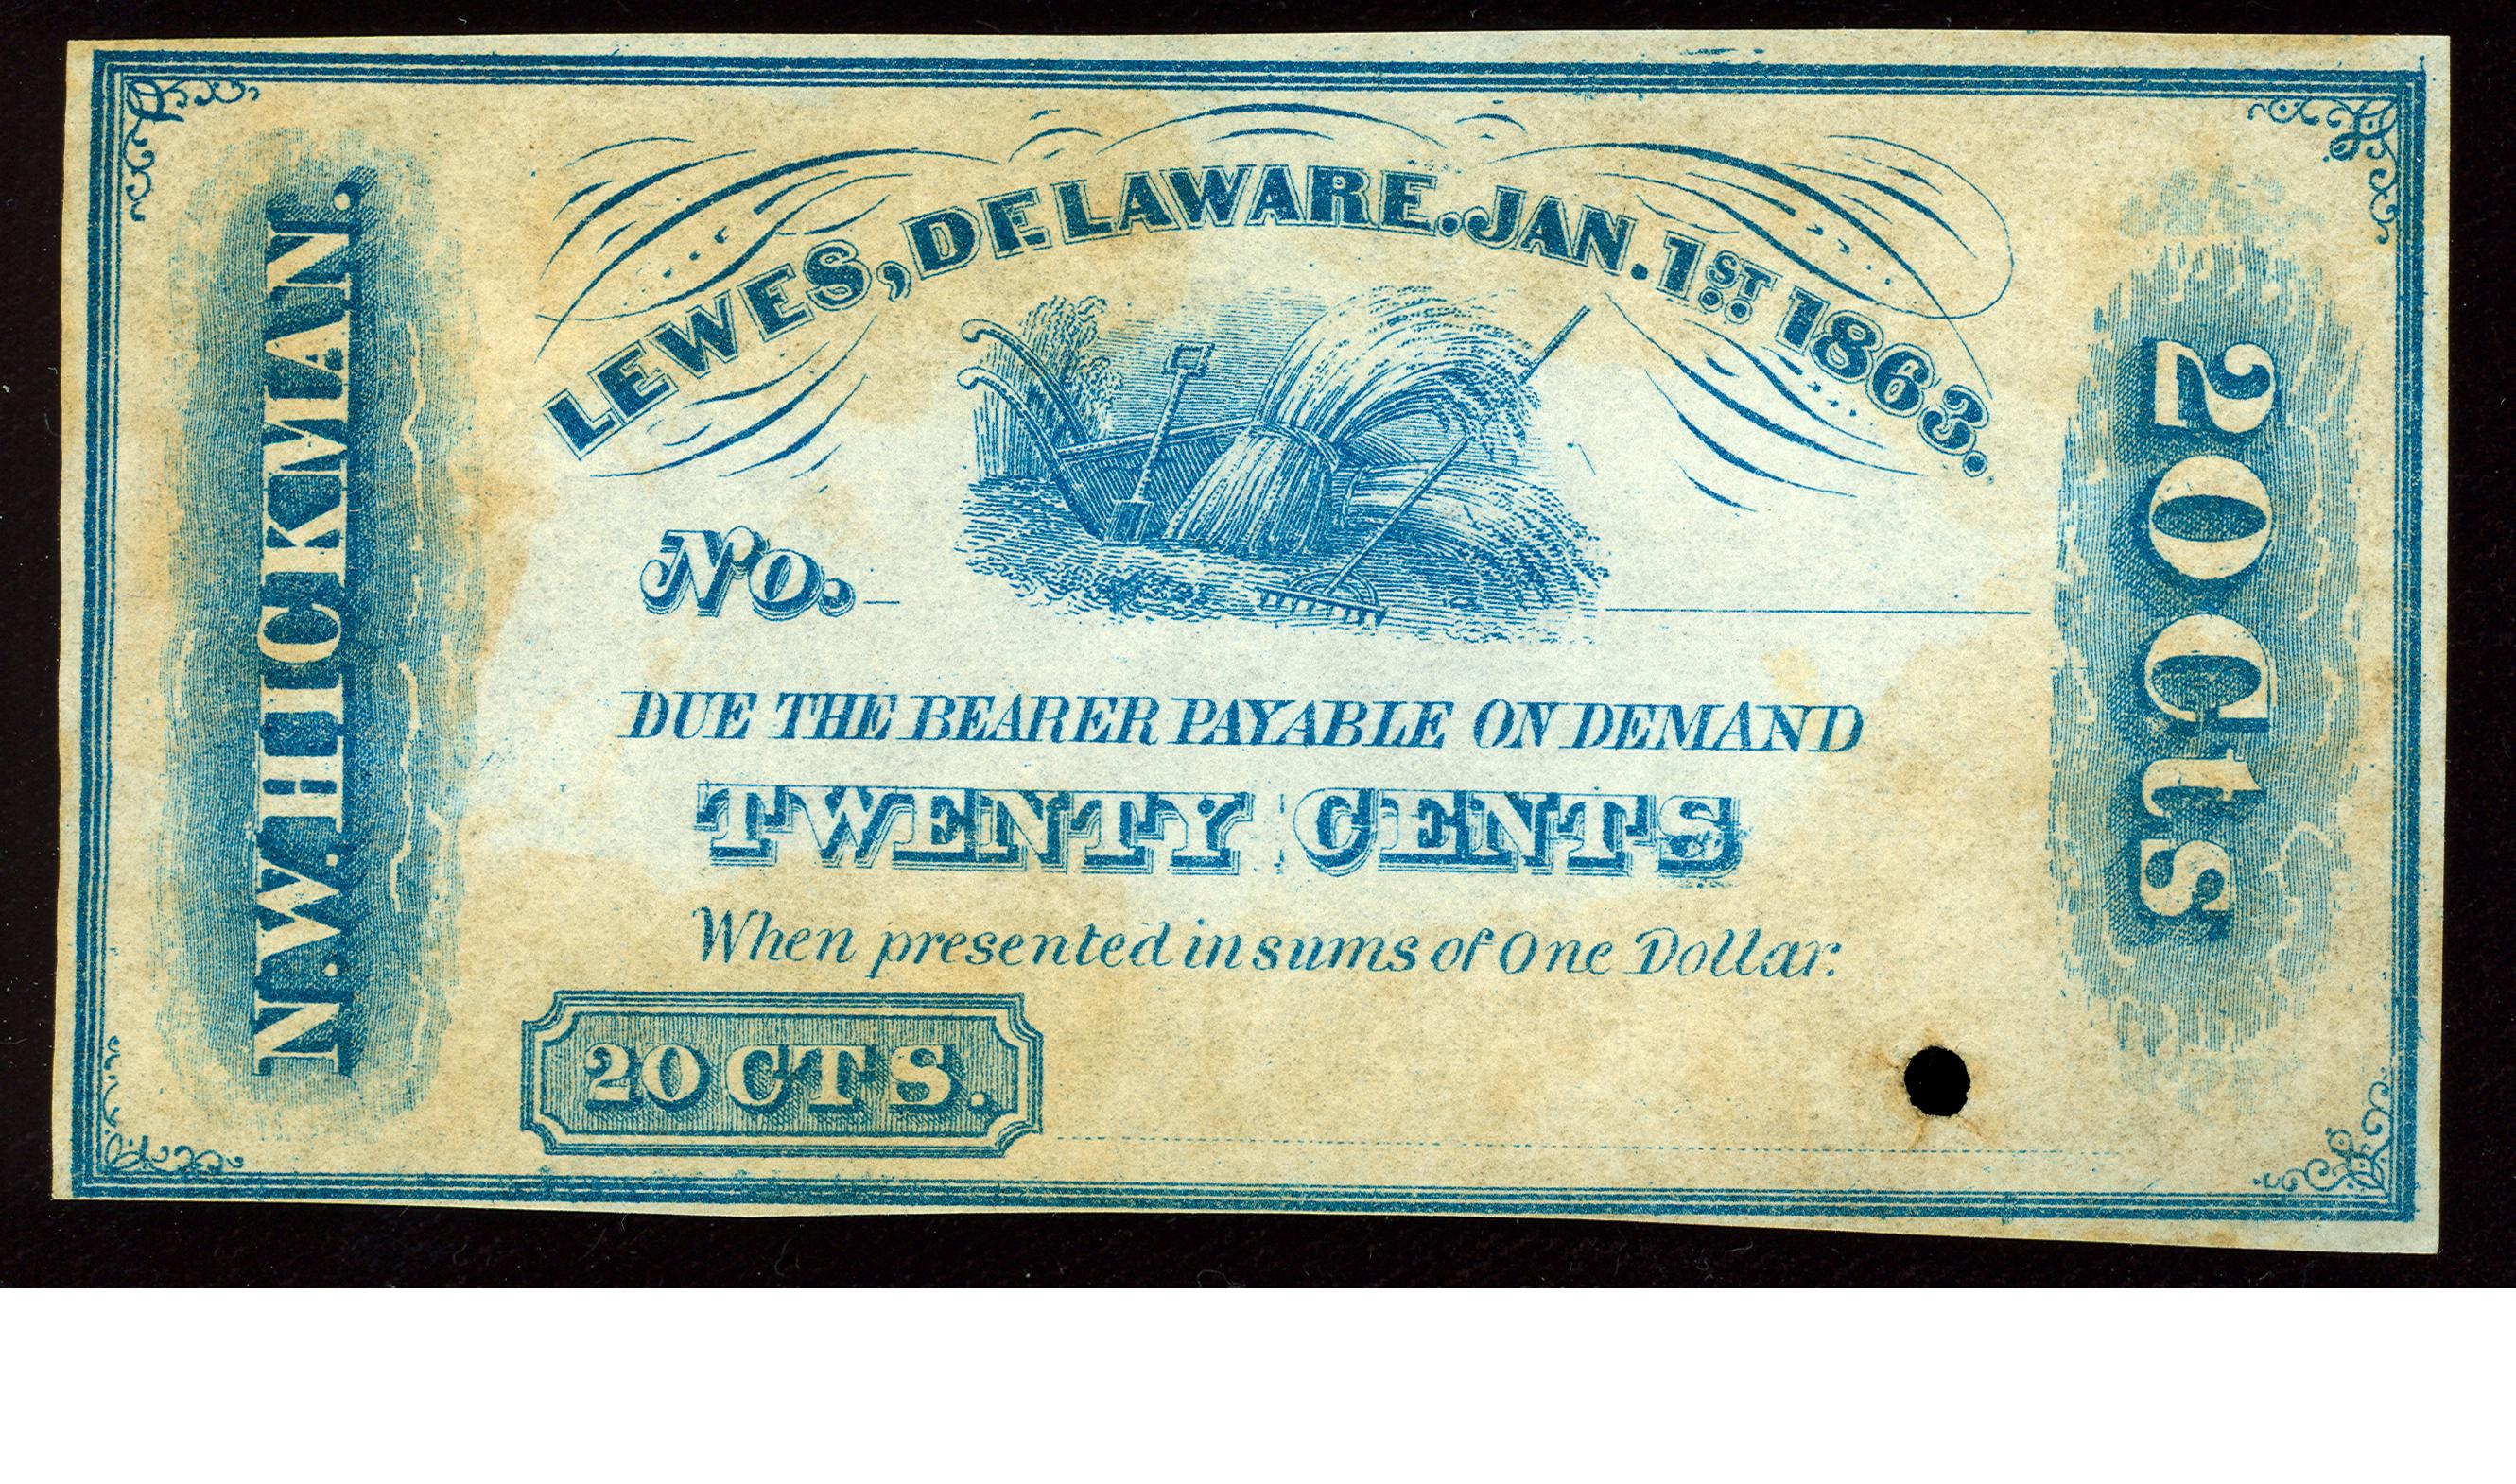 N.W. HICKMAN.
LEWES, DELAWARE. JAN. 1ST 1863.
No.
DUE THE BEARER PAYABLE ON DEMAND
TWENTY CENTS
When presented in sums of One Dollar.
20 CTS.
20 Cts